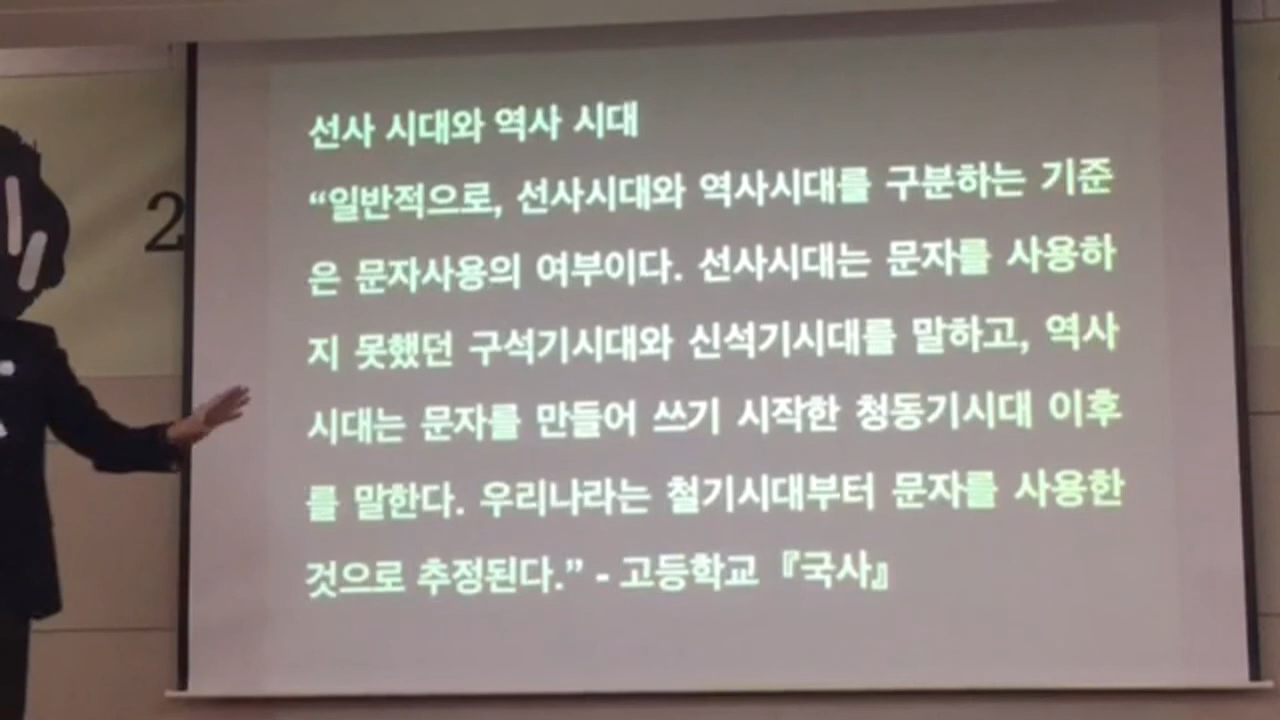 선사 시대와 역사 시대
“일반적으로, 선사시대와 역사시대를 구분하는 기준
은 문자사용의 여부이다. 선사시대는 문자를 사용하
지 못했던 구석기시대와 신석기시대를 말하고, 역사
시대는 문자를 만들어 쓰기 시작한 청동기시대 이후
를 말한다. 우리나라는 철기시대부터 문자를 사용한
것으로 추정된다.” - 고등학교 『국사』
2